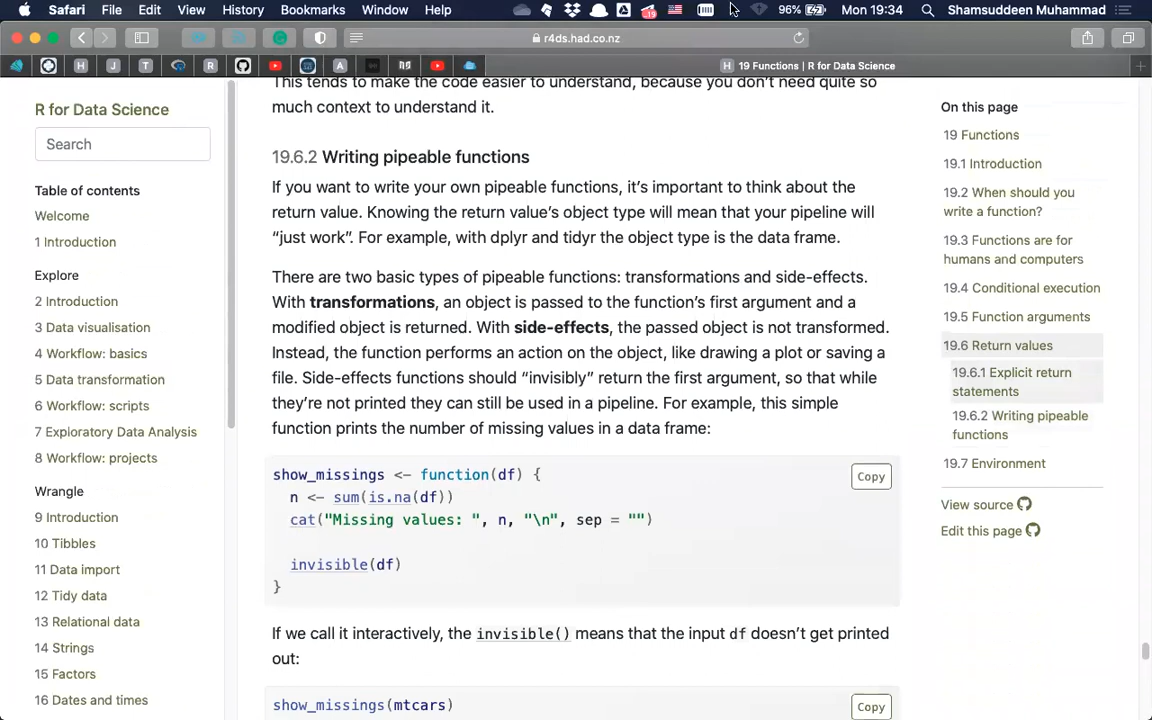 Safari File Edit View History Bookmarks Window Help 96% Mon 19:34 Shamsuddeen Muhammad
r4ds.had.co.nz
19 Functions | R for Data Science
R for Data Science
Search
Table of contents
Welcome
1 Introduction
Explore
2 Introduction
3 Data visualisation
4 Workflow: basics
5 Data transformation
6 Workflow: scripts
7 Exploratory Data Analysis
8 Workflow: projects
Wrangle
9 Introduction
10 Tibbles
11 Data import
12 Tidy data
13 Relational data
14 Strings
15 Factors
16 Dates and times
This tends to make the code easier to understand, because you don't need quite so
much context to understand it.
19.6.2 Writing pipeable functions
If you want to write your own pipeable functions, it's important to think about the
return value. Knowing the return value's object type will mean that your pipeline will
“just work”. For example, with dplyr and tidyr the object type is the data frame.
There are two basic types of pipeable functions: transformations and side-effects.
With transformations, an object is passed to the function's first argument and a
modified object is returned. With side-effects, the passed object is not transformed.
Instead, the function performs an action on the object, like drawing a plot or saving a
file. Side-effects functions should “invisibly” return the first argument, so that while
they're not printed they can still be used in a pipeline. For example, this simple
function prints the number of missing values in a data frame:
show_missings <- function(df) {
Copy
n <- sum(is.na(df))
cat("Missing values: ", n, "\n", sep = "")
invisible(df)
}
If we call it interactively, the invisible() means that the input df doesn't get printed
out:
show_missings(mtcars)
Copy
On this page
19 Functions
19.1 Introduction
19.2 When should you
write a function?
19.3 Functions are for
humans and computers
19.4 Conditional execution
19.5 Function arguments
19.6 Return values
19.6.1 Explicit return
statements
19.6.2 Writing pipeable
functions
19.7 Environment
View source
Edit this page